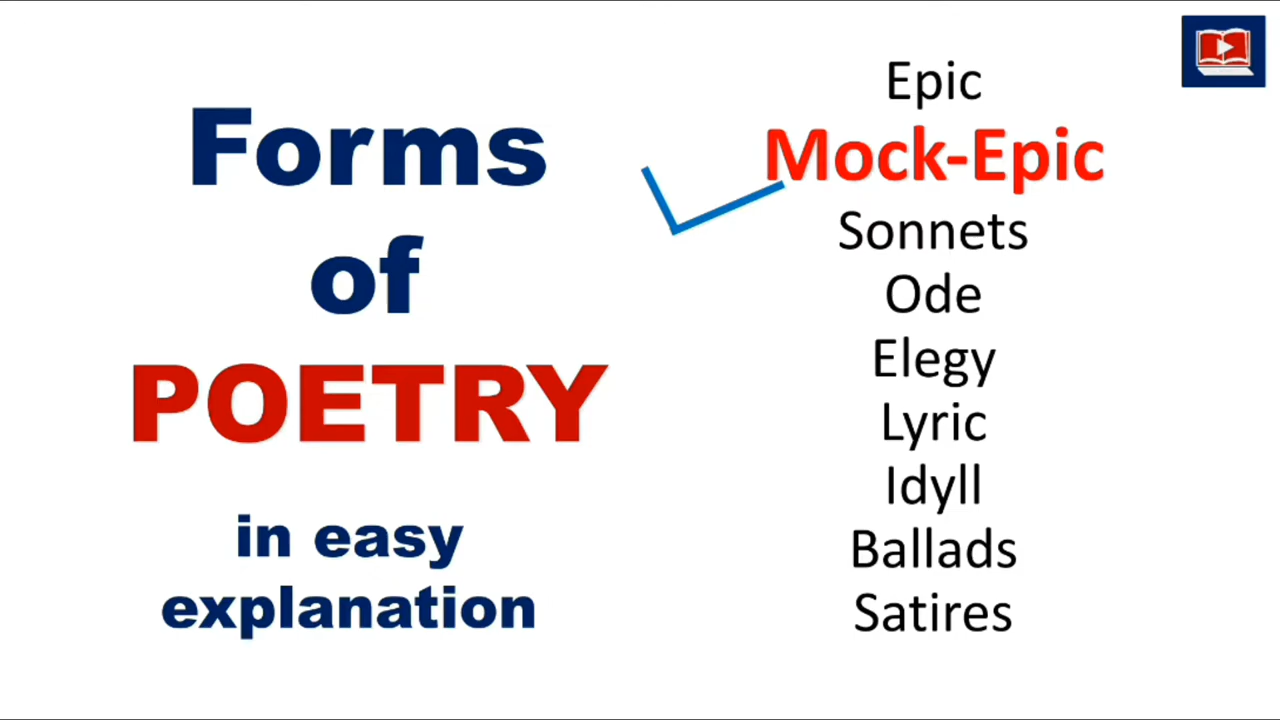 Forms
of
POETRY
in easy
explanation
Epic
Mock-Epic
Sonnets
Ode
Elegy
Lyric
Idyll
Ballads
Satires